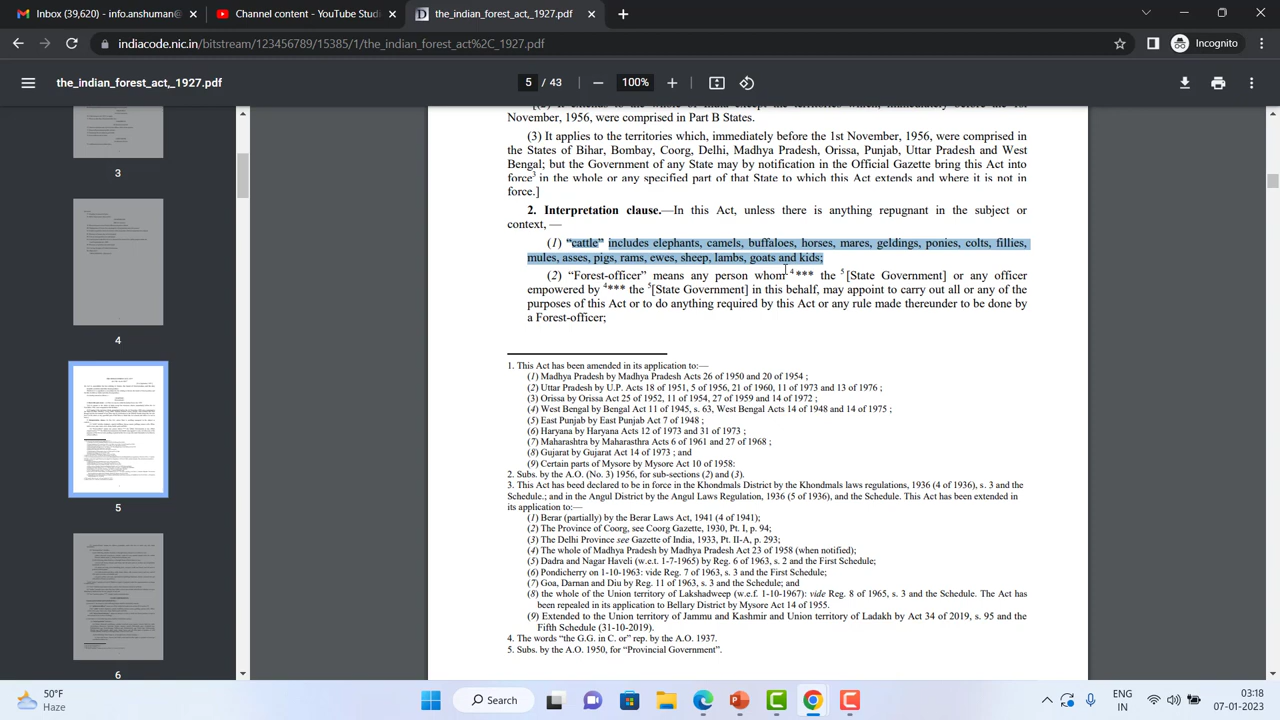 Inbox (39,620) - info.anshuman@
Channel content - YouTube Studi
the_indian_forest_act,_1927.pdf
indiacode.nic.in/bitstream/123456789/15385/1/the_indian_forest_act%2C_1927.pdf
Incognito
the_indian_forest_act,_1927.pdf
5 / 43
100%
3
4
5
6
November, 1956, were comprised in Part B States.
(3) It applies to the territories which, immediately before the 1st November, 1956, were comprised in
the States of Bihar, Bombay, Coorg, Delhi, Madhya Pradesh, Orissa, Punjab, Uttar Pradesh and West
Bengal; but the Government of any State may by notification in the Official Gazette bring this Act into
force3 in the whole or any specified part of that State to which this Act extends and where it is not in
force.]
2. Interpretation clause.—In this Act, unless there is anything repugnant in the subject or
context,—
(1) “cattle” includes elephants, camels, buffaloes, horses, mares, geldings, ponies, colts, fillies,
mules, asses, pigs, rams, ewes, sheep, lambs, goats and kids;
(2) “Forest-officer” means any person whom 4*** the 5[State Government] or any officer
empowered by 4*** the 5[State Government] in this behalf, may appoint to carry out all or any of the
purposes of this Act or to do anything required by this Act or any rule made thereunder to be done by
a Forest-officer;
1. This Act has been amended in its application to:—
(1) Madhya Pradesh by Madhya Pradesh Acts 26 of 1950 and 20 of 1954 ;
(2) Uttar Pradesh by U.P. Acts 18 of 1951, 5 of 1956, 21 of 1960, 11 of 1973 and 13 of 1976 ;
(3) Orissa by Orissa Act 25 of 1952, 11 of 1954, 27 of 1959 and 14 of 1972 ;
(4) West Bengal by Bengal Act 11 of 1945, s. 63, West Bengal Acts 14 of 1948 and 14 of 1975 ;
(5) East Punjab by East Punjab Act 7 of 1948 ;
(6) Haryana by Haryana Acts 12 of 1973 and 31 of 1973 ;
(7) Maharashtra by Maharasthra Acts 6 of 1961 and 27 of 1968 ;
(8) Gujarat by Gujarat Act 14 of 1973 ; and
(9) Certain parts of Mysore by Mysore Act 10 of 1958.
2. Subs. by the A.O. (No. 3) 1956, for sub-sections (2) and (3).
3. This Act has been declared to be in force in the Khondmals District by the Khondmals laws regulations, 1936 (4 of 1936), s. 3 and the
Schedule.; and in the Angul District by the Angul Laws Regulation, 1936 (5 of 1936), and the Schedule. This Act has been extended in
its application to:—
(1) Berar (partially) by the Berar Laws Act, 1941 (4 of 1941);
(2) The Province of Coorg, see Coorg Gazette, 1930, Pt. I, p. 94;
(3) The Delhi Province see Gazette of India, 1933, Pt. II-A, p. 293;
(4) The whole of Madhya Pradesh by Madhya Pradesh Act 23 of 1958 (when notified);
(5) Dadra and Nagar Haveli (w.e.f. 1-7-1965) by Reg. 6 of 1963, s. 2 and the First Schedule;
(6) Pondicherry on 1-10-1963: vide Reg. 7 of 1963, s. 3 and the First Schedule;
(7) Goa, Darnan and Diu by Reg. 11 of 1963, s. 3 and the Schedule; and
The whole of the Union territory of Lakshadweep (w.e.f. 1-10-1967): vide Reg. 8 of 1965, s. 3 and the Schedule. The Act has
been repealed in its application to Bellary District by Mysore Act 14 of 1955.
(9) Extended to the Union territory of Jammu and Kashmir and Union territory of Ladakh by Act 34 of 2019, s. 95 and the
Fifth Schedule (31-10-2019).
4. The words “the G.G. in C. or” rep. by the A.O. 1937.
5. Subs. by the A.O. 1950, for “Provincial Government”.
50°F
Haze
Search
ENG
IN
03:18
07-01-2023